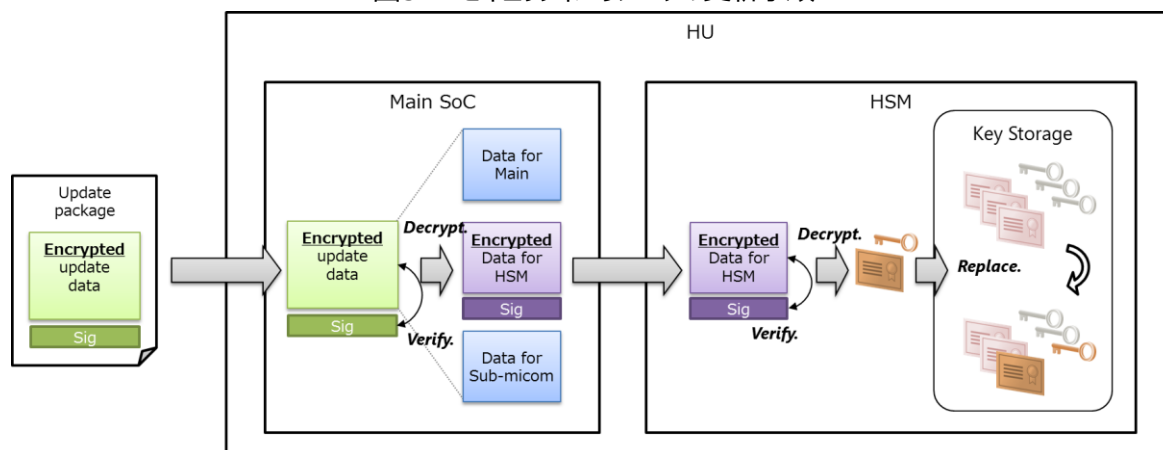 HU
Main SoC
HSM
Key Storage
Update
package
Encrypted
update
data
Sig
Encrypted
update
data
Sig
Decrypt.
Verify.
Data for
Main
Encrypted
Data for
HSM
Sig
Data for
Sub-micom
Encrypted
Data for
HSM
Sig
Decrypt.
Verify.
Replace.